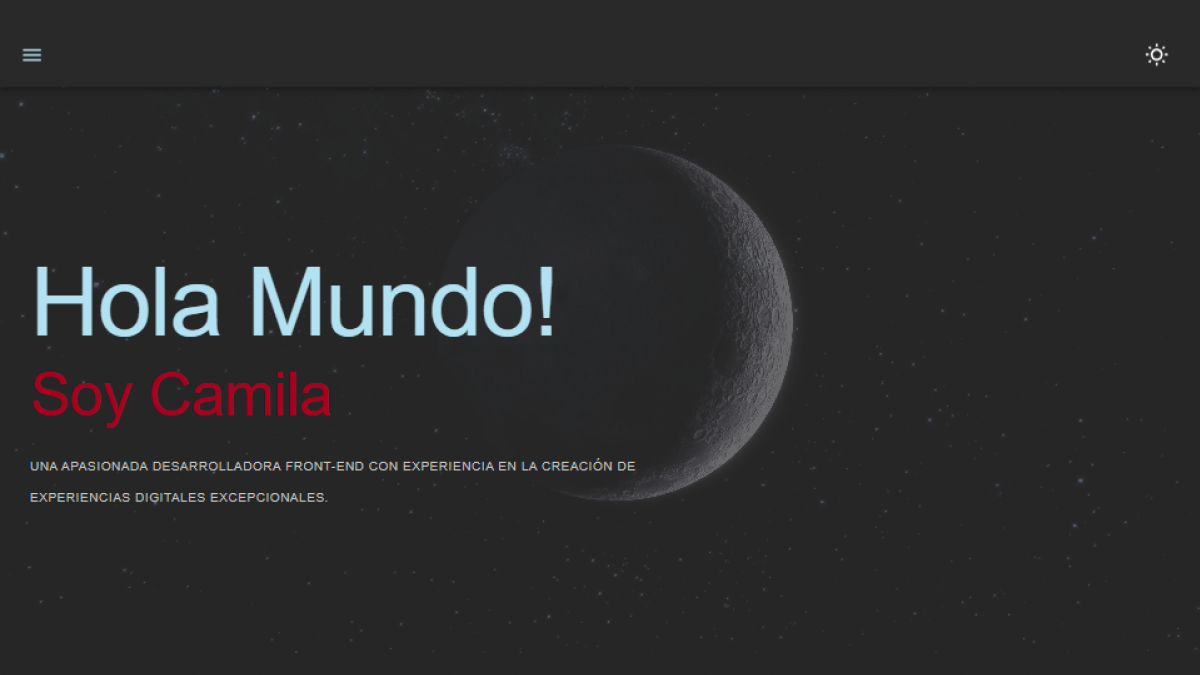 Hola Mundo!
Soy Camila
UNA APASIONADA DESARROLLADORA FRONT-END CON EXPERIENCIA EN LA CREACIÓN DE
EXPERIENCIAS DIGITALES EXCEPCIONALES.